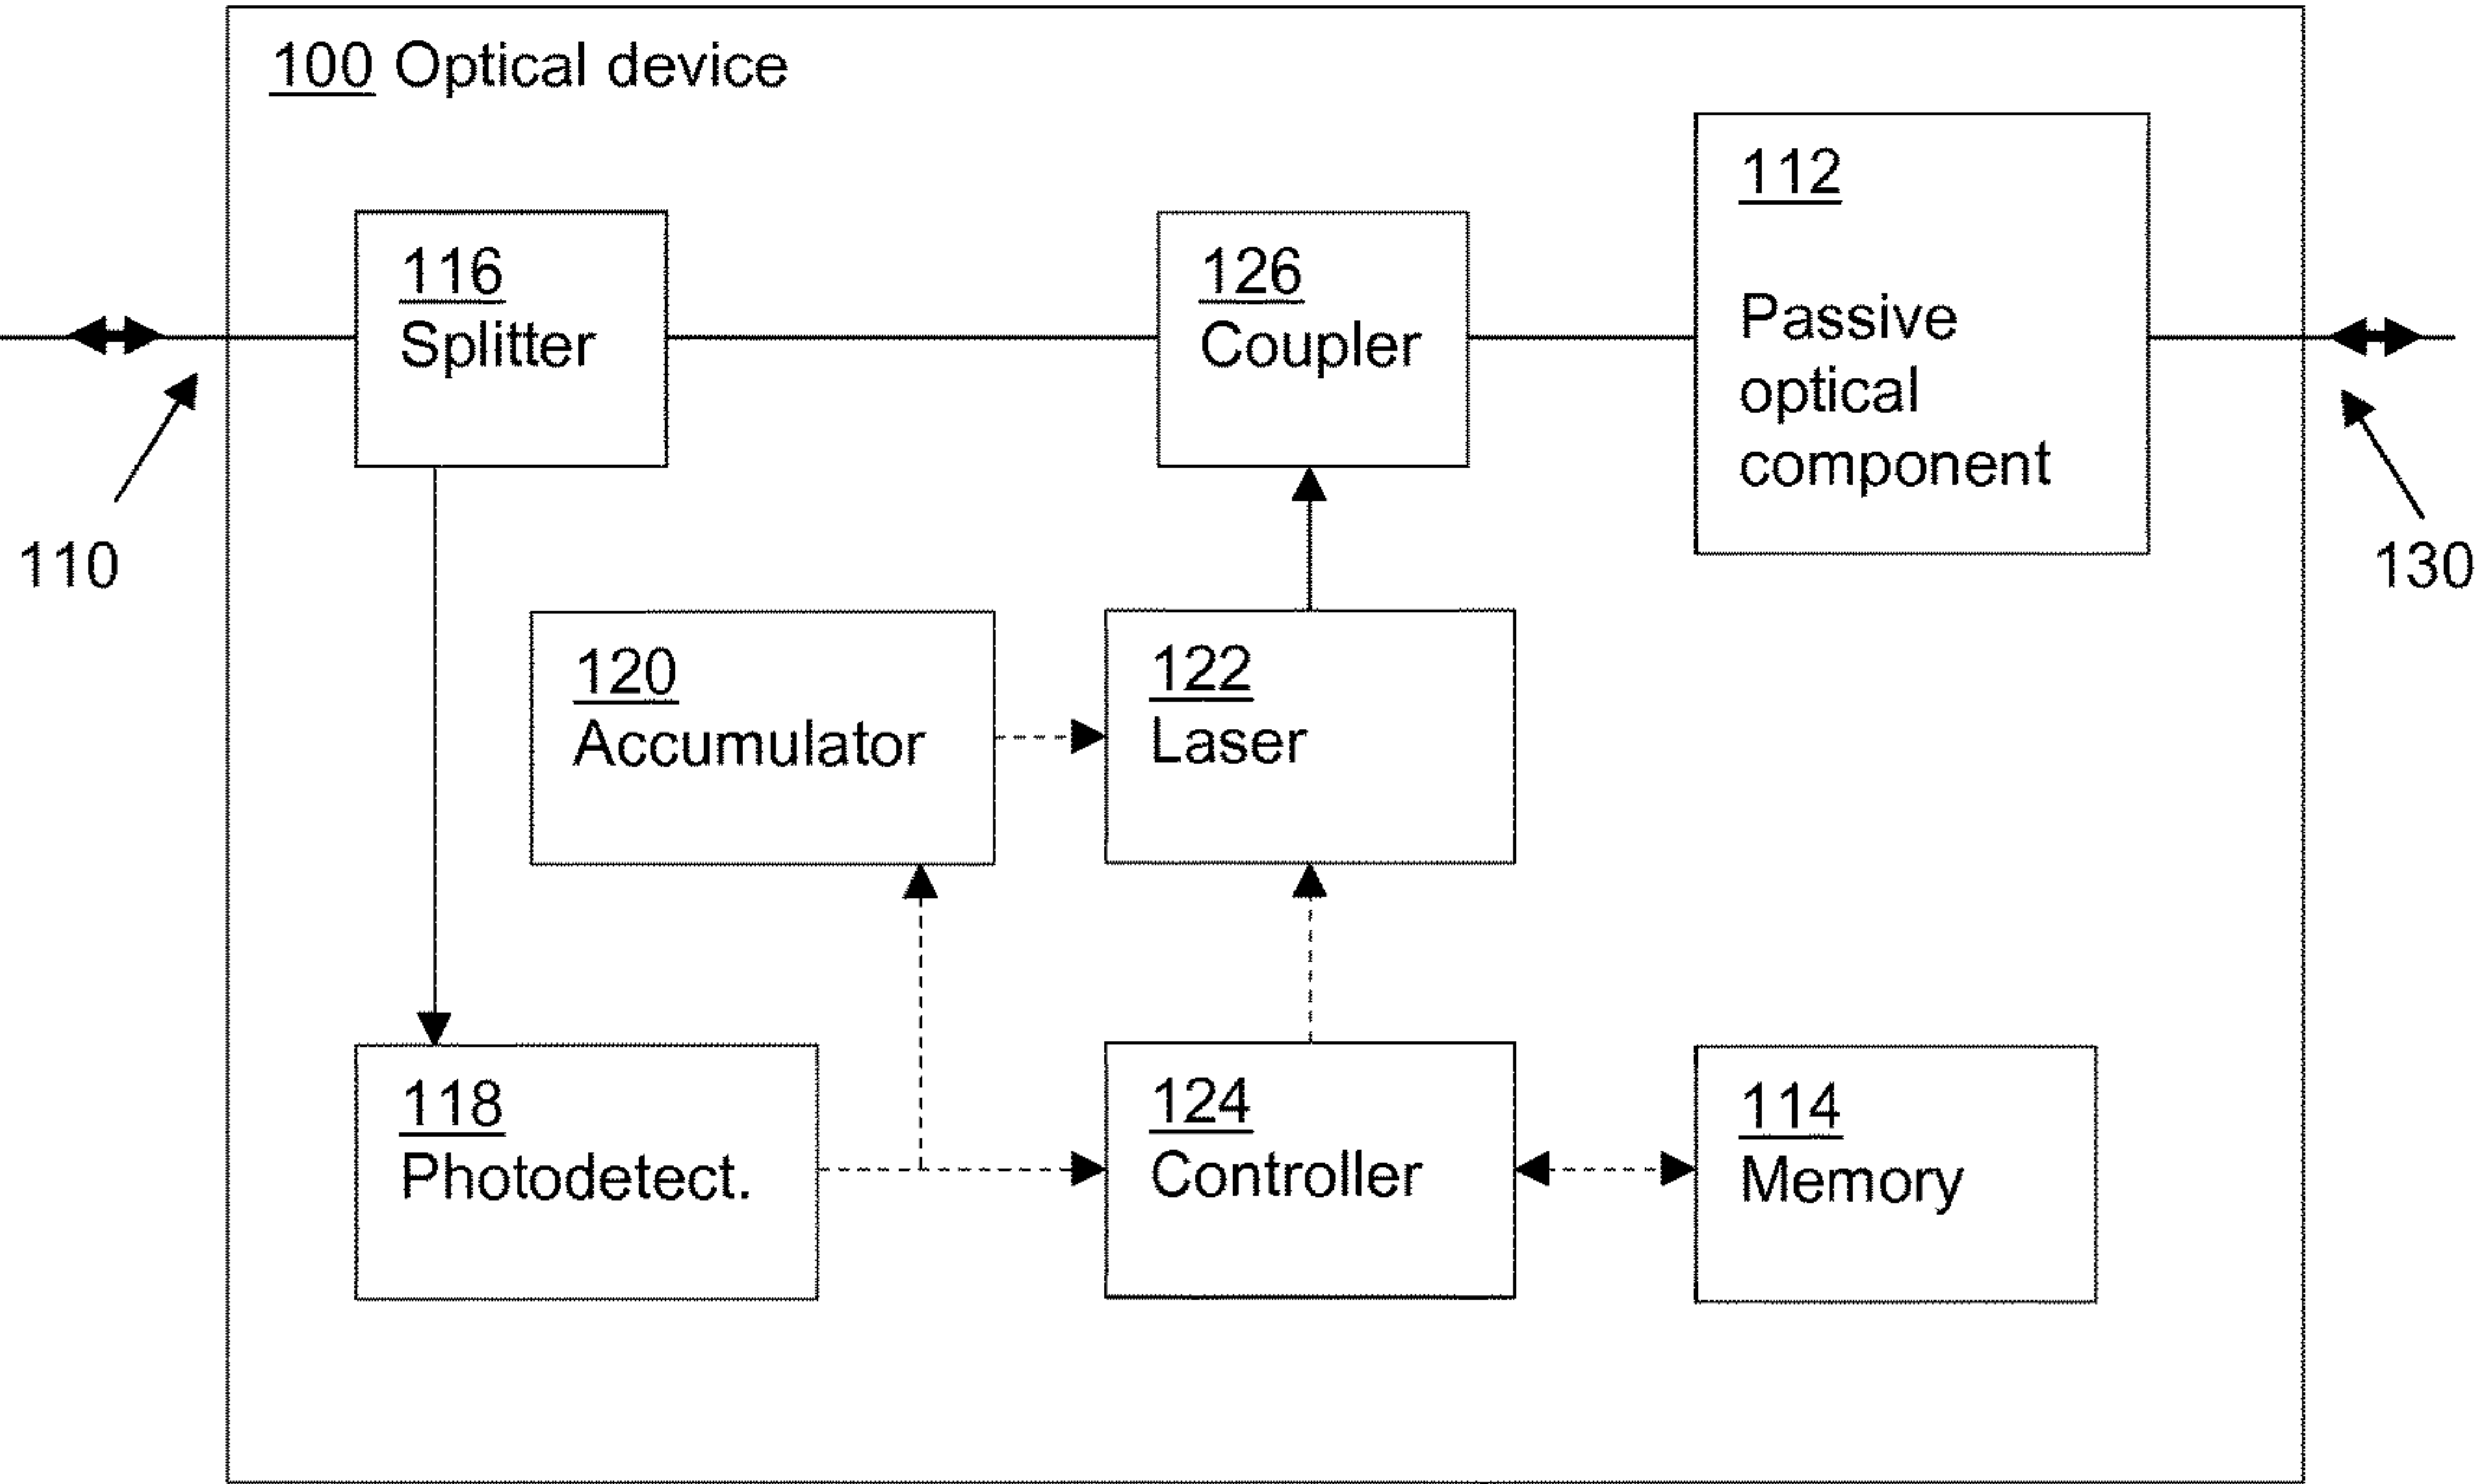 100 Optical device
112
Passive
optical
component
116
Splitter
126
Coupler
110
130
120
Accumulator
122
Laser
118
Photodetect.
124
Controller
114
Memory